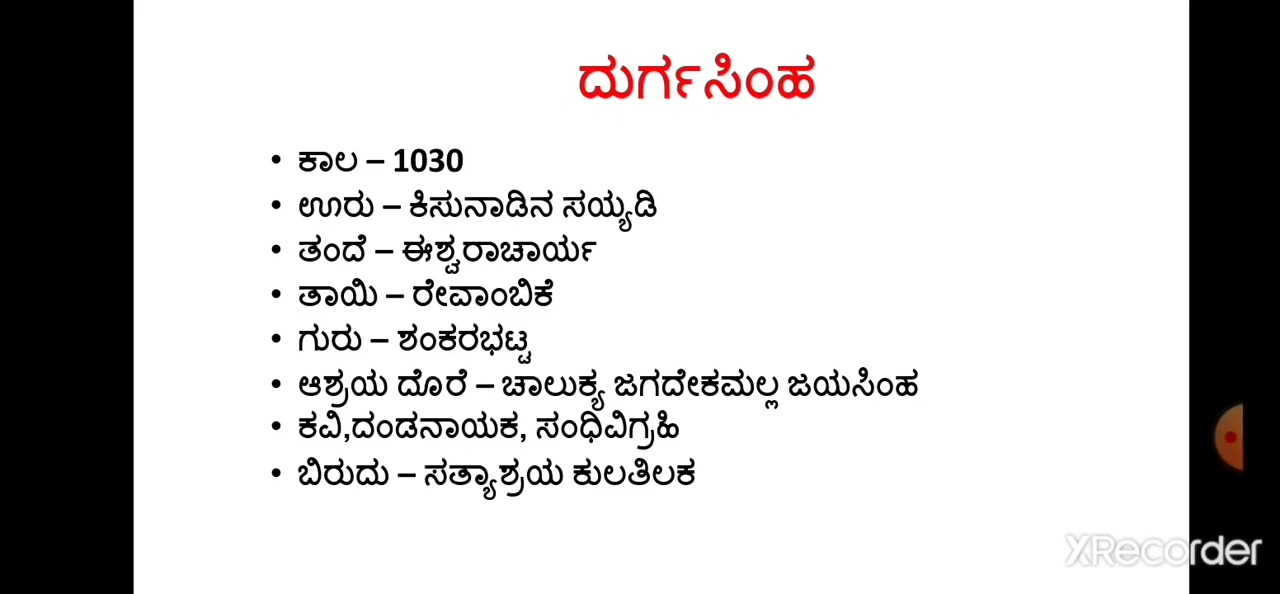 ದುರ್ಗಸಿಂಹ
• ಕಾಲ – 1030
• ಊರು – ಕಿಸುನಾಡಿನ ಸಯ್ಯಡಿ
• ತಂದೆ – ಈಶ್ವರಾಚಾರ್ಯ
• ತಾಯಿ – ರೇವಾಂಬಿಕೆ
• ಗುರು – ಶಂಕರಭಟ್ಟ
• ಆಶ್ರಯ ದೊರೆ – ಚಾಲುಕ್ಯ ಜಗದೇಕಮಲ್ಲ ಜಯಸಿಂಹ
• ಕವಿ,ದಂಡನಾಯಕ, ಸಂಧಿವಿಗ್ರಹಿ
• ಬಿರುದು – ಸತ್ಯಾಶ್ರಯ ಕುಲತಿಲಕ
XRecorder